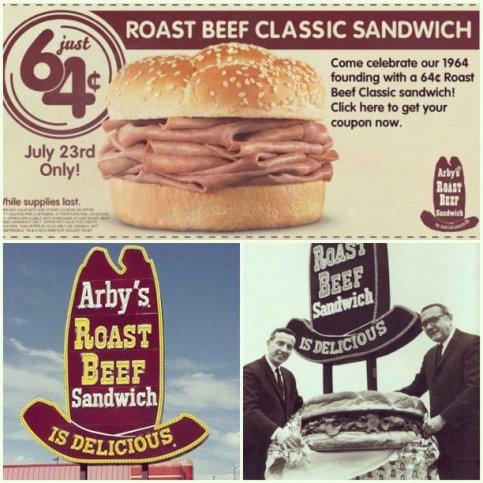 just
64¢
July 23rd
Only!
While supplies last.
ROAST BEEF CLASSIC SANDWICH
Come celebrate our 1964
founding with a 64¢ Roast
Beef Classic sandwich!
Click here to get your
coupon now.
Arby's
ROAST
BEEF
Sandwich
IS DELICIOUS
Arby's
ROAST
BEEF
Sandwich
IS DELICIOUS
ROAST
BEEF
Sandwich
IS DELICIOUS